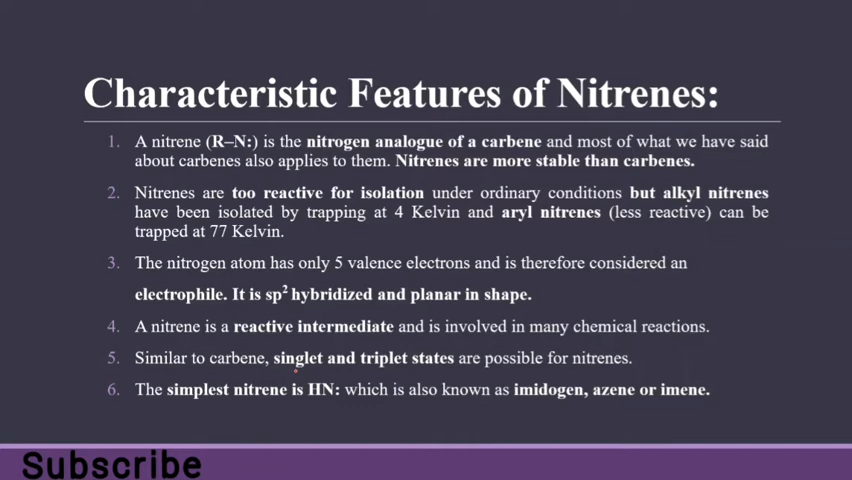 Characteristic Features of Nitrenes:
1. A nitrene (R–N:) is the nitrogen analogue of a carbene and most of what we have said
about carbenes also applies to them. Nitrenes are more stable than carbenes.
2. Nitrenes are too reactive for isolation under ordinary conditions but alkyl nitrenes
have been isolated by trapping at 4 Kelvin and aryl nitrenes (less reactive) can be
trapped at 77 Kelvin.
3. The nitrogen atom has only 5 valence electrons and is therefore considered an
electrophile. It is sp² hybridized and planar in shape.
4. A nitrene is a reactive intermediate and is involved in many chemical reactions.
5. Similar to carbene, singlet and triplet states are possible for nitrenes.
6. The simplest nitrene is HN: which is also known as imidogen, azene or imene.
Subscribe